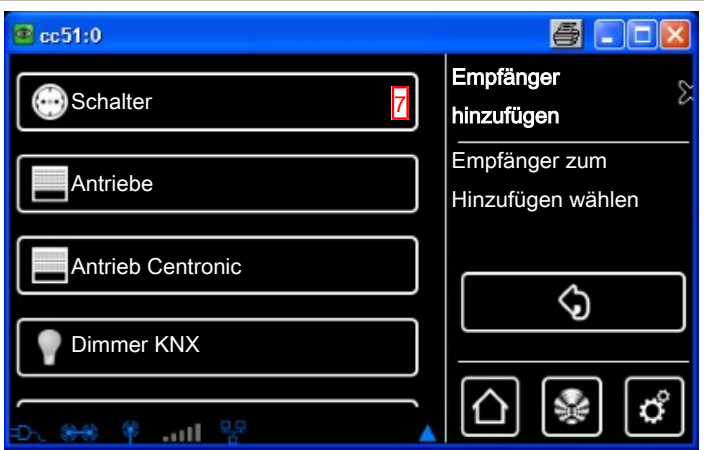 cc51:0
Schalter
7
Antriebe
Antrieb Centronic
Dimmer KNX
Empfänger
hinzufügen
Empfänger zum
Hinzufügen wählen